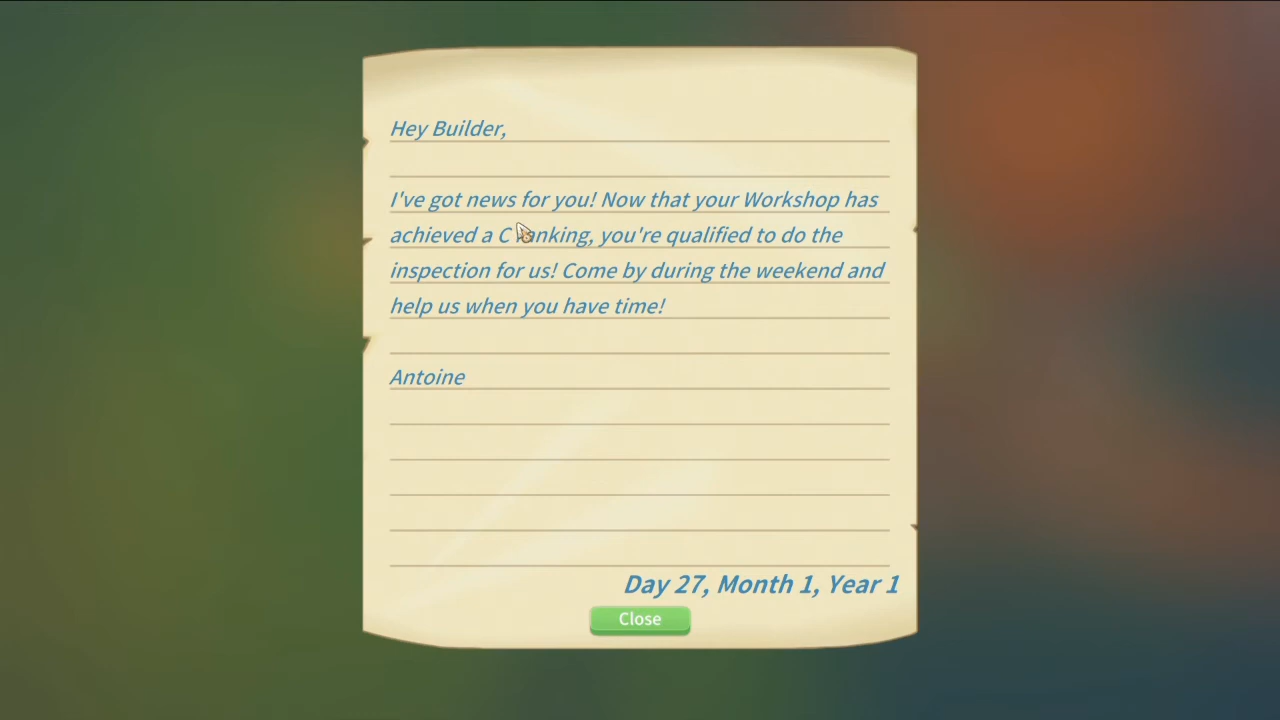 Hey Builder,
I've got news for you! Now that your Workshop has
achieved a C ranking, you're qualified to do the
inspection for us! Come by during the weekend and
help us when you have time!
Antoine
Day 27, Month 1, Year 1
Close